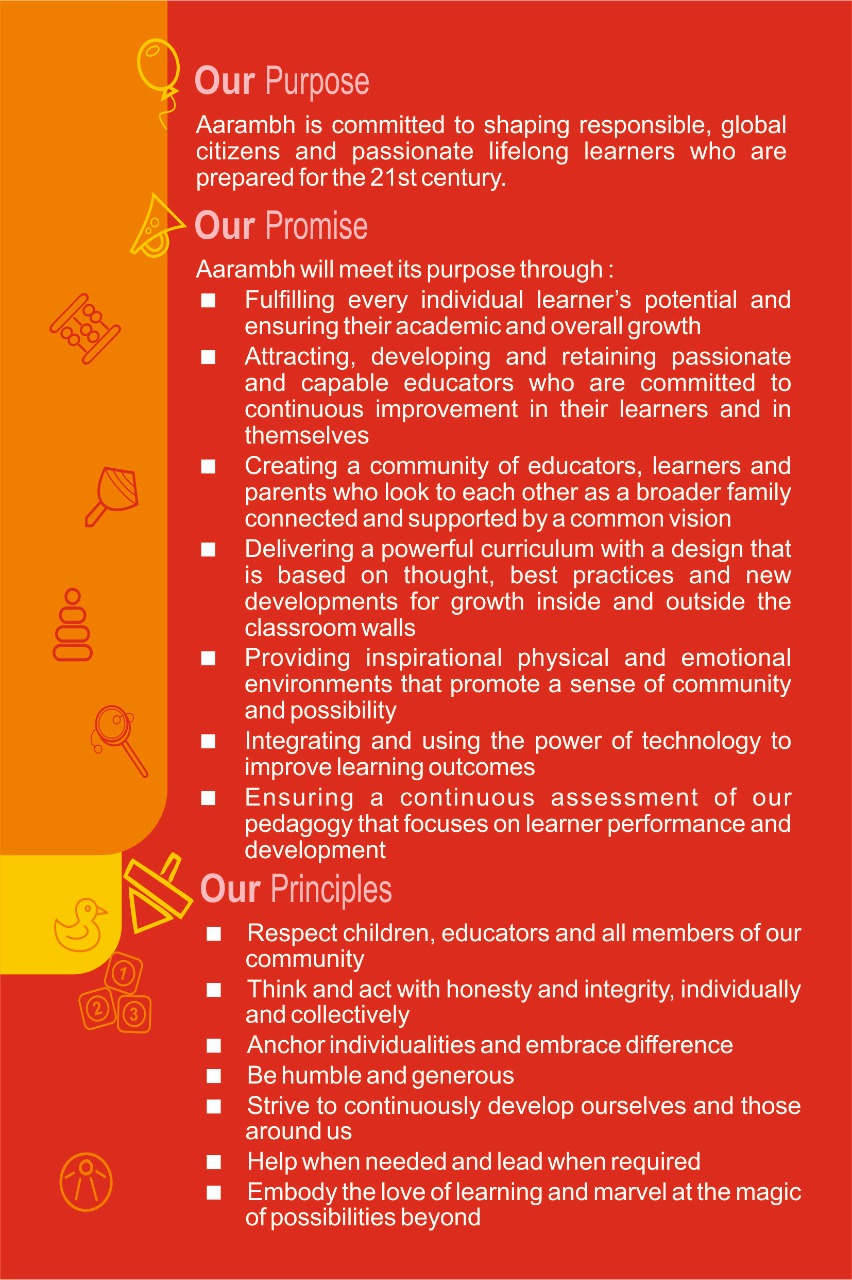 Our Purpose
Aarambh is committed to shaping responsible, global
citizens and passionate lifelong learners who are
prepared for the 21st century.
Our Promise
Aarambh will meet its purpose through :
■ Fulfilling every individual learner's potential and
ensuring their academic and overall growth
■ Attracting, developing and retaining passionate
and capable educators who are committed to
continuous improvement in their learners and in
themselves
■ Creating a community of educators, learners and
parents who look to each other as a broader family
connected and supported by a common vision
■ Delivering a powerful curriculum with a design that
is based on thought, best practices and new
developments for growth inside and outside the
classroom walls
■ Providing inspirational physical and emotional
environments that promote a sense of community
and possibility
■ Integrating and using the power of technology to
improve learning outcomes
■ Ensuring a continuous assessment of our
pedagogy that focuses on learner performance and
development
Our Principles
■ Respect children, educators and all members of our
community
■ Think and act with honesty and integrity, individually
and collectively
■ Anchor individualities and embrace difference
■ Be humble and generous
■ Strive to continuously develop ourselves and those
around us
■ Help when needed and lead when required
■ Embody the love of learning and marvel at the magic
of possibilities beyond
1
2 3